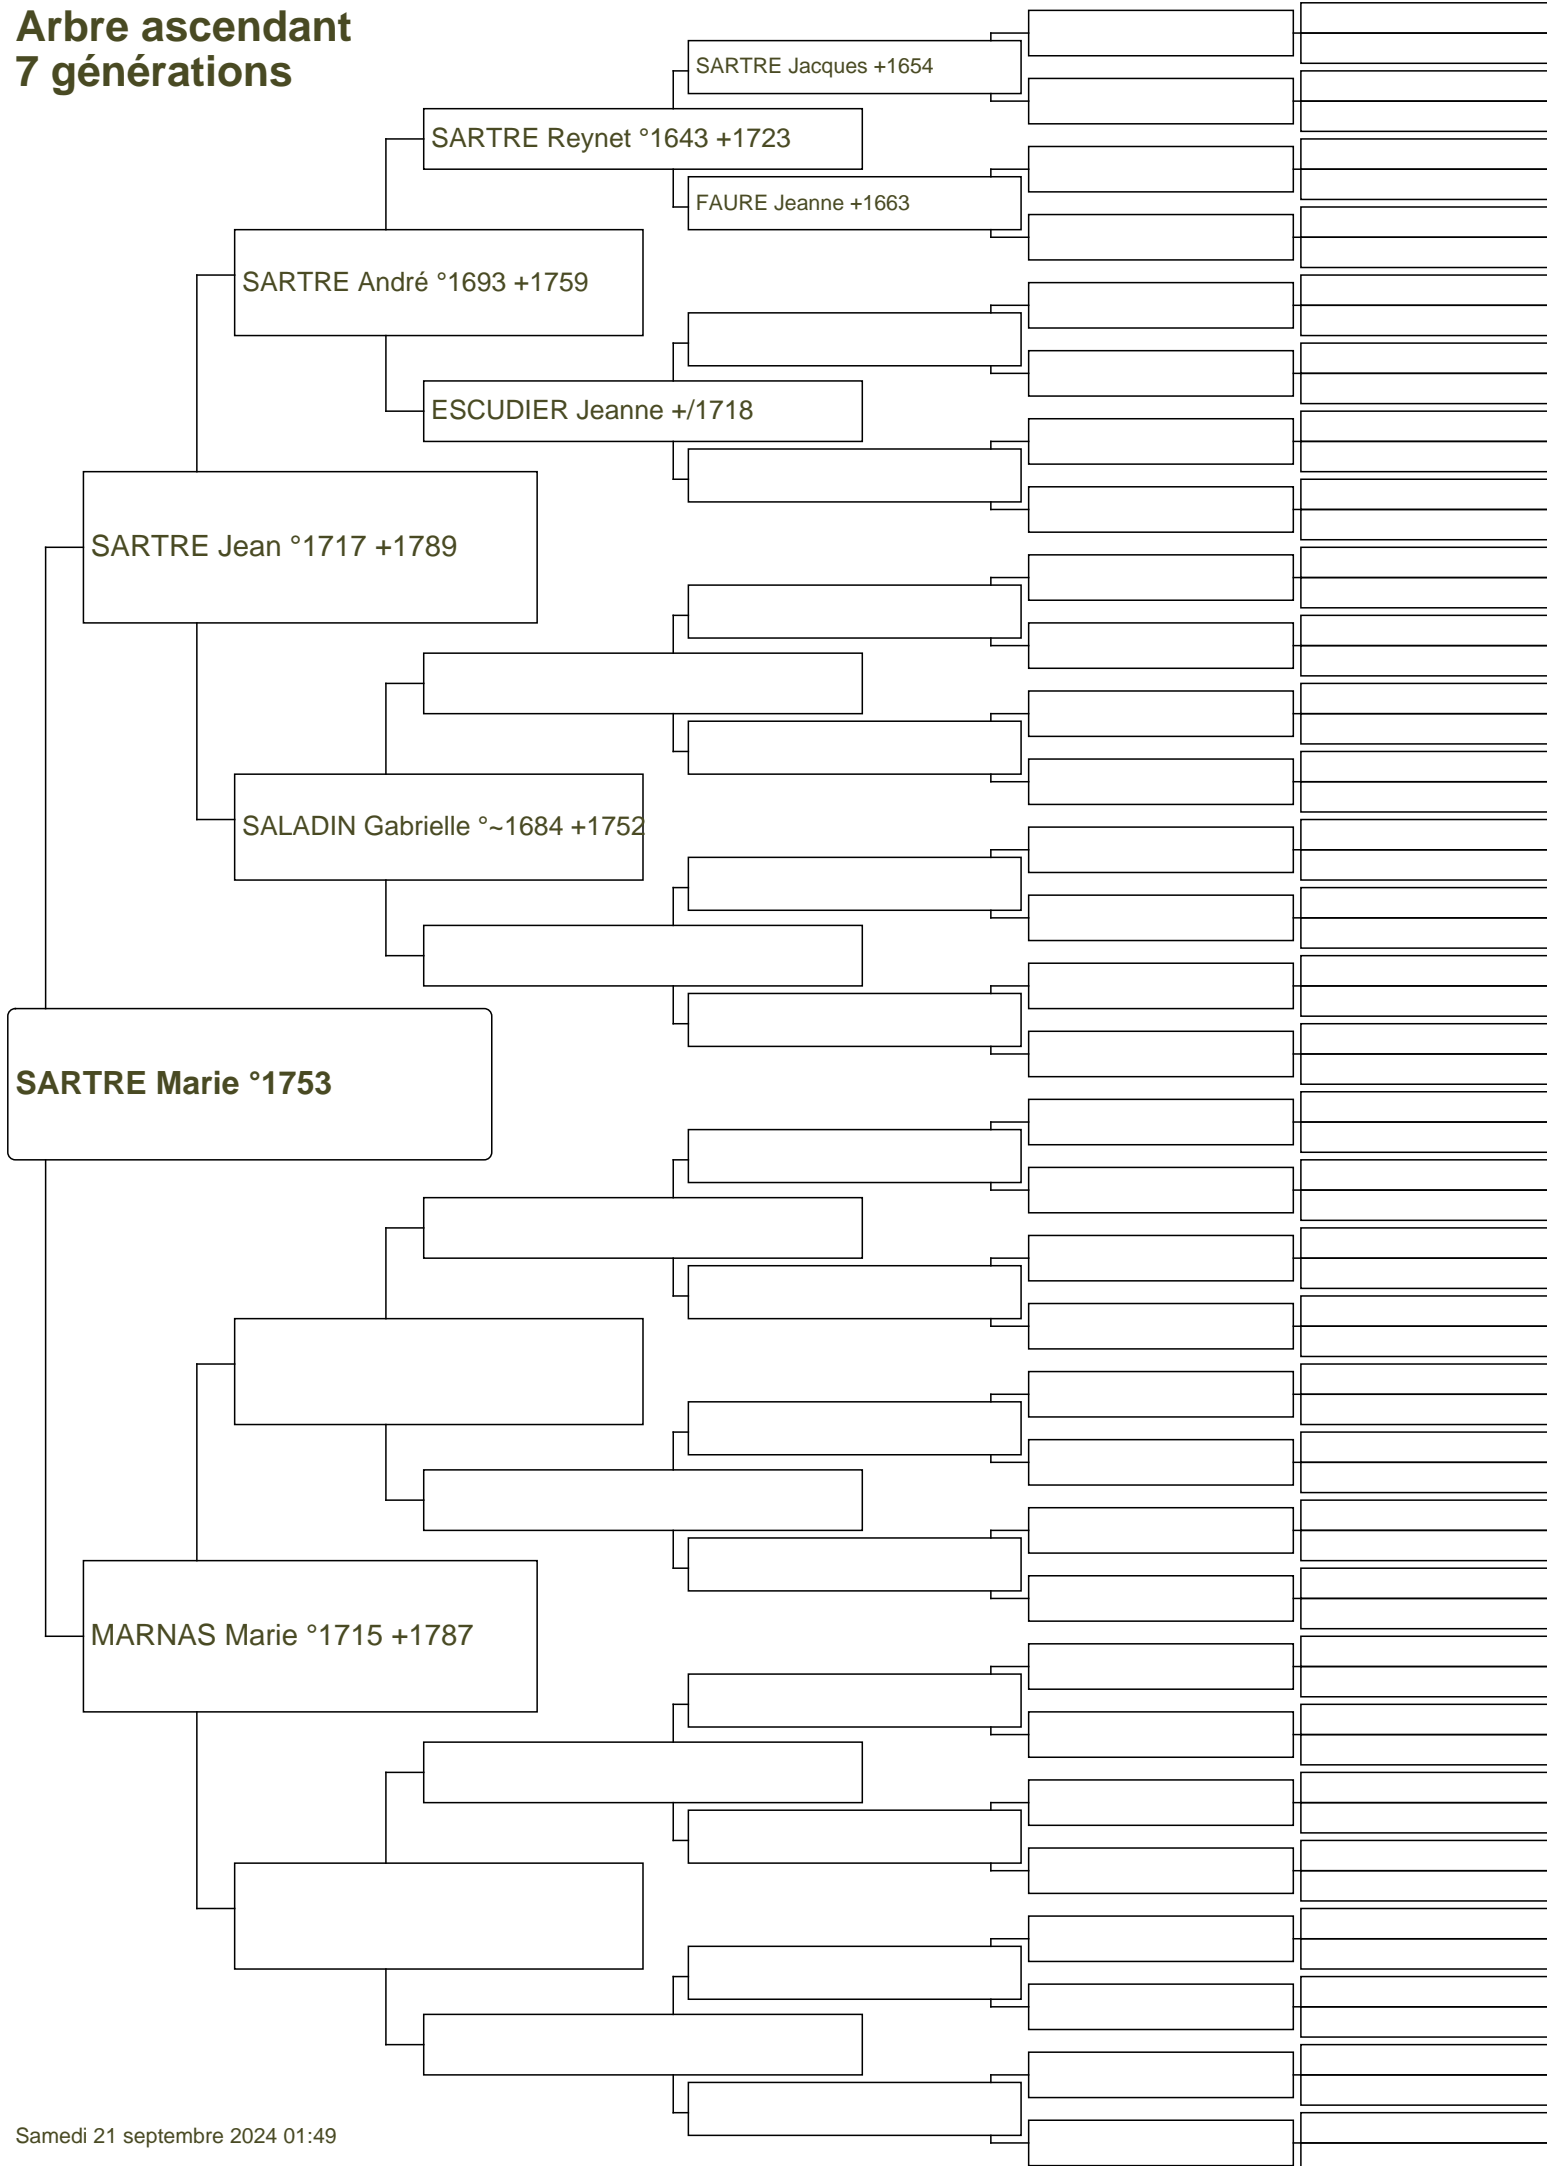 Arbre ascendant
7 générations
SARTRE Jacques +1654
SARTRE Reynet °1643 +1723
FAURE Jeanne +1663
SARTRE André °1693 +1759
ESCUDIER Jeanne +/1718
SARTRE Jean °1717 +1789
SALADIN Gabrielle °~1684 +1752
SARTRE Marie °1753
MARNAS Marie °1715 +1787
Samedi 21 septembre 2024 01:49